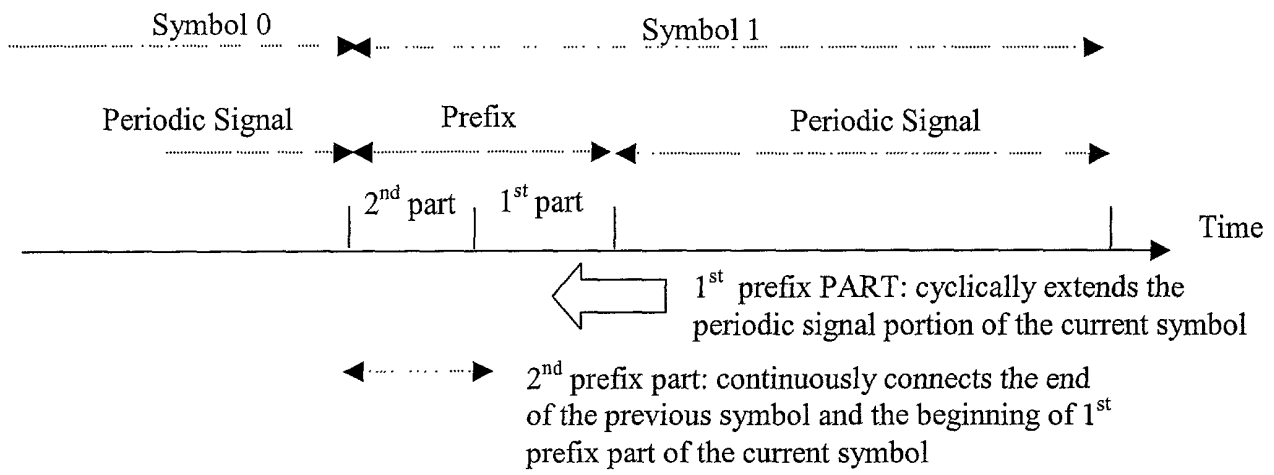 Symbol 0 Symbol 1
Periodic Signal Prefix Periodic Signal
2nd part 1st part
Time
1st prefix PART: cyclically extends the
periodic signal portion of the current symbol
2nd prefix part: continuously connects the end
of the previous symbol and the beginning of 1st
prefix part of the current symbol